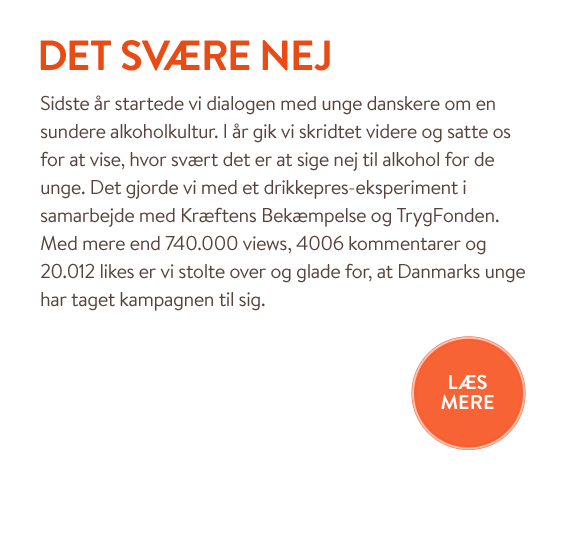 DET SVÆRE NEJ
Sidste år startede vi dialogen med unge danskere om en
sundere alkoholkultur. I år gik vi skridtet videre og satte os
for at vise, hvor svært det er at sige nej til alkohol for de
unge. Det gjorde vi med et drikkepres-eksperiment i
samarbejde med Kræftens Bekæmpelse og TrygFonden.
Med mere end 740.000 views, 4006 kommentarer og
20.012 likes er vi stolte over og glade for, at Danmarks unge
har taget kampagnen til sig.
LÆS
MERE